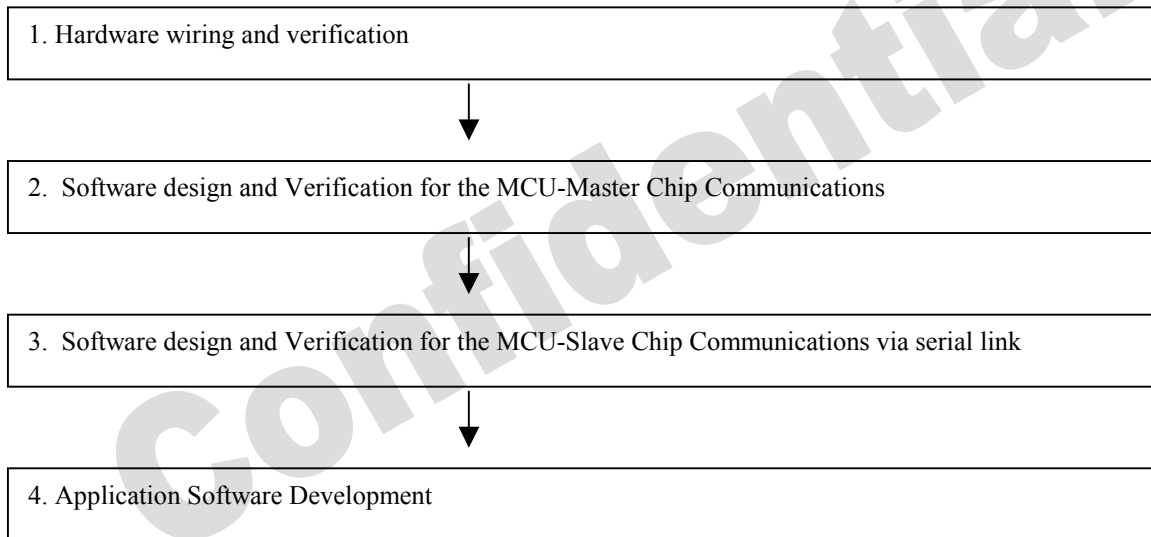 1. Hardware wiring and verification
2. Software design and Verification for the MCU-Master Chip Communications
3. Software design and Verification for the MCU-Slave Chip Communications via serial link
4. Application Software Development
Confidential